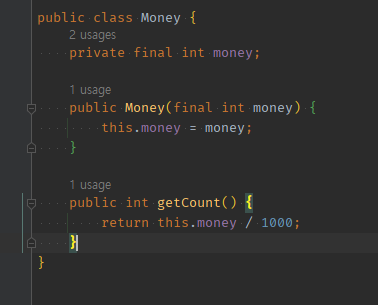 public class Money {
2 usages
private final int money;
1 usage
public Money(final int money) {
this.money = money;
}
1 usage
public int getCount() {
return this.money / 1000;
}
}